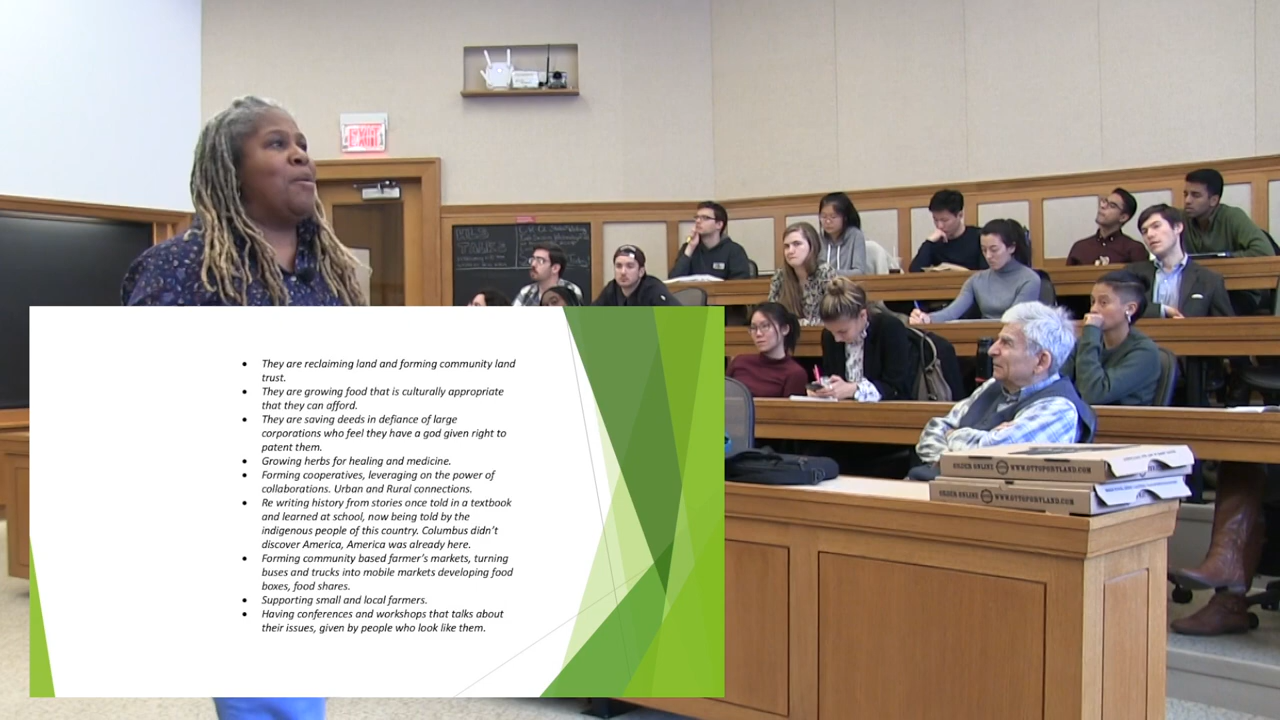 EXIT
• They are reclaiming land and forming community land
trust.
• They are growing food that is culturally appropriate
that they can afford.
• They are saving deeds in defiance of large
corporations who feel they have a god given right to
patent them.
• Growing herbs for healing and medicine.
• Forming cooperatives, leveraging on the power of
collaborations. Urban and Rural connections.
• Re writing history from stories once told in a textbook
and learned at school, now being told by the
indigenous people of this country. Columbus didn't
discover America, America was already here.
• Forming community based farmer's markets, turning
buses and trucks into mobile markets developing food
boxes, food shares.
• Supporting small and local farmers.
• Having conferences and workshops that talks about
their issues, given by people who look like them.
ORDER ONLINE WWW.OTTOPORTLAND.COM
ORDER ONLINE WWW.OTTOPORTLAND.COM